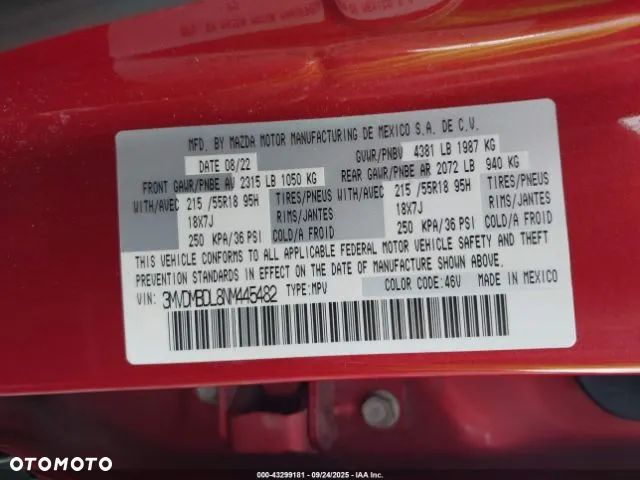 MFD. BY MAZDA MOTOR MANUFACTURING DE MEXICO S.A. DE C.V.
DATE 08/22 GVWR/PNBV 4381 LB 1987 KG
FRONT GAWR/PNBE AV 2315 LB 1050 KG REAR GAWR/PNBE AR 2072 LB 940 KG
WITH/AVEC 215 /55R18 95H TIRES/PNEUS WITH/AVEC 215 /55R18 95H TIRES/PNEUS
18X7J RIMS/JANTES 18X7J RIMS/JANTES
250 KPA/36 PSI COLD/A FROID 250 KPA/36 PSI COLD/A FROID
THIS VEHICLE CONFORMS TO ALL APPLICABLE FEDERAL MOTOR VEHICLE SAFETY AND THEFT
PREVENTION STANDARDS IN EFFECT ON THE DATE OF MANUFACTURE SHOWN ABOVE.
VIN: 3MVDMBDL8NM445482 TYPE:MPV COLOR CODE:46V MADE IN MEXICO
OTOMOTO
000-43299181 - 09/24/2025 - IAA Inc.